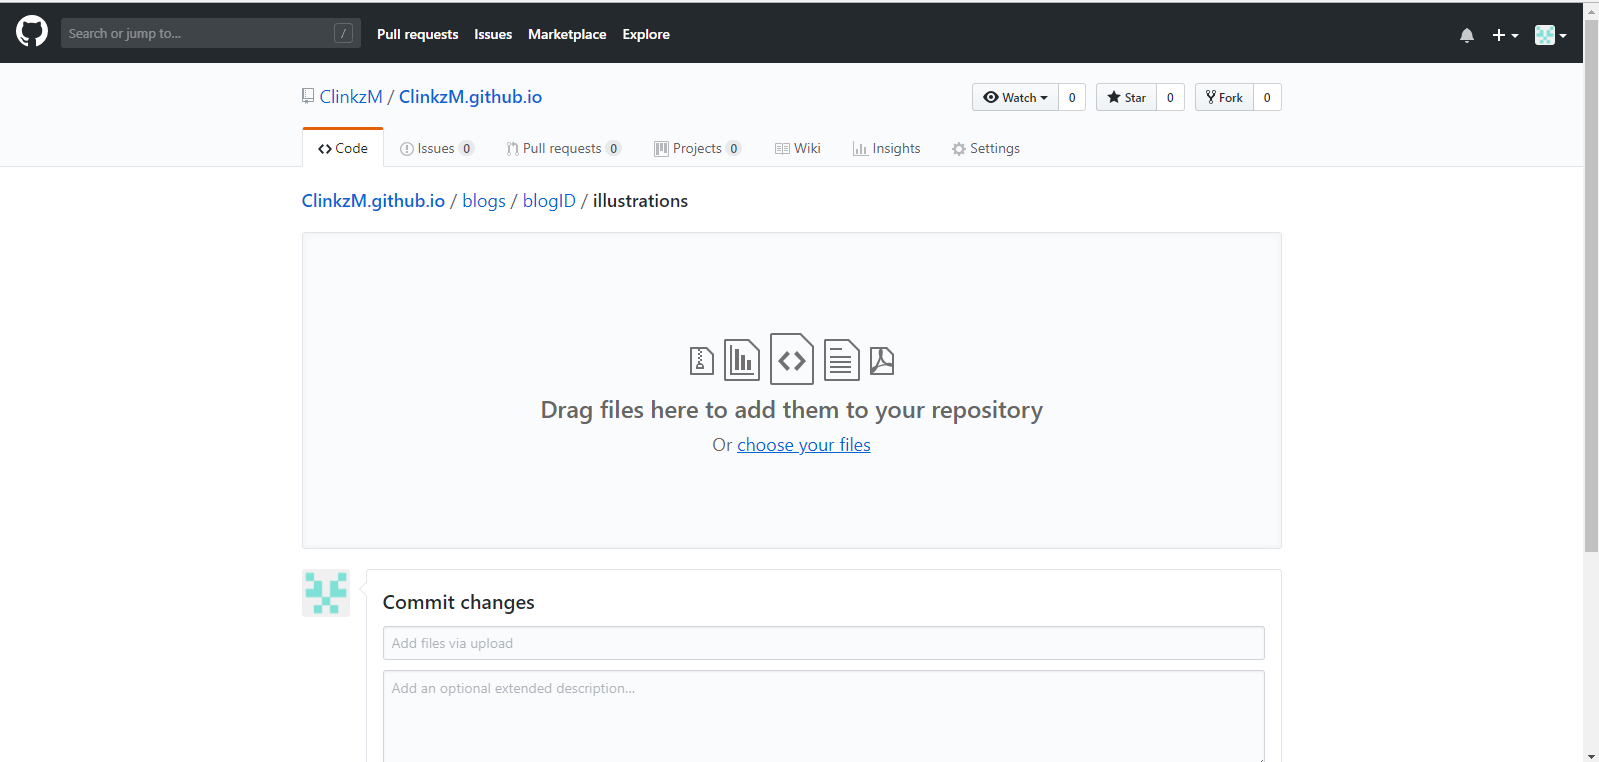 Search or jump to... / Pull requests Issues Marketplace Explore
ClinkzM / ClinkzM.github.io Watch 0 Star 0 Fork 0
Code Issues 0 Pull requests 0 Projects 0 Wiki Insights Settings
ClinkzM.github.io / blogs / blogID / illustrations
Drag files here to add them to your repository
Or choose your files
Commit changes
Add files via upload
Add an optional extended description...